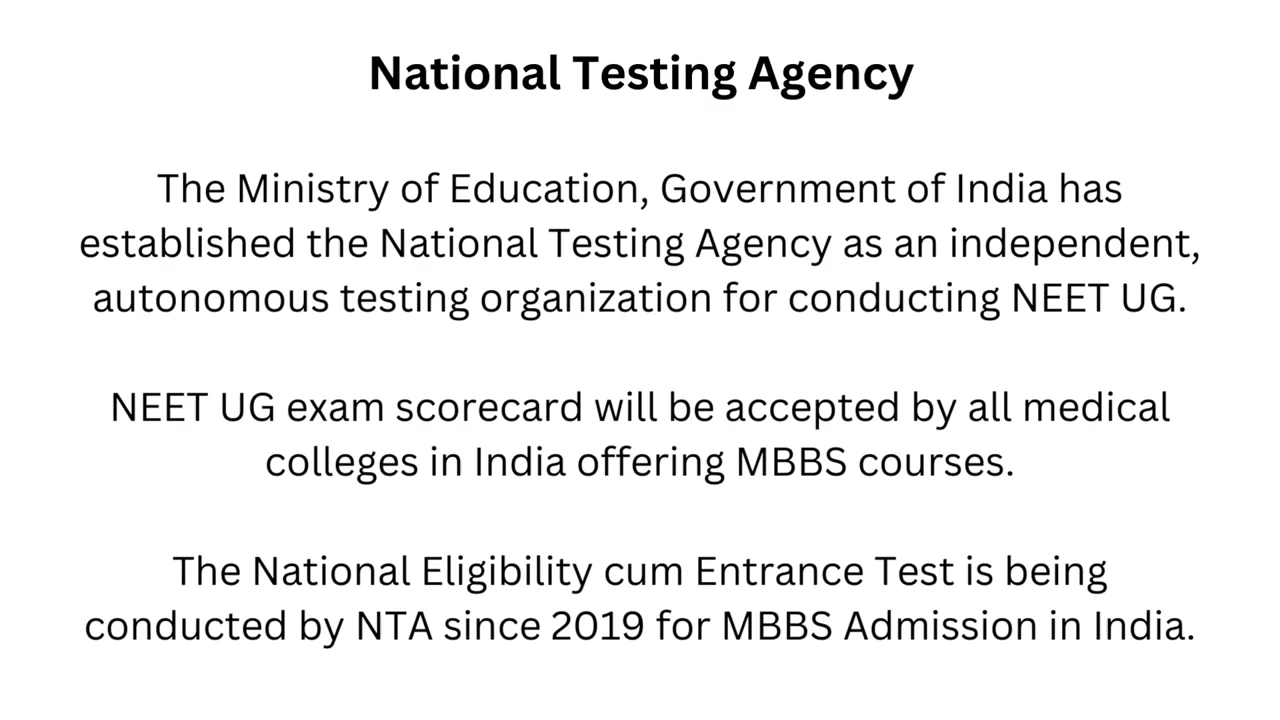 National Testing Agency
The Ministry of Education, Government of India has
established the National Testing Agency as an independent,
autonomous testing organization for conducting NEET UG.
NEET UG exam scorecard will be accepted by all medical
colleges in India offering MBBS courses.
The National Eligibility cum Entrance Test is being
conducted by NTA since 2019 for MBBS Admission in India.